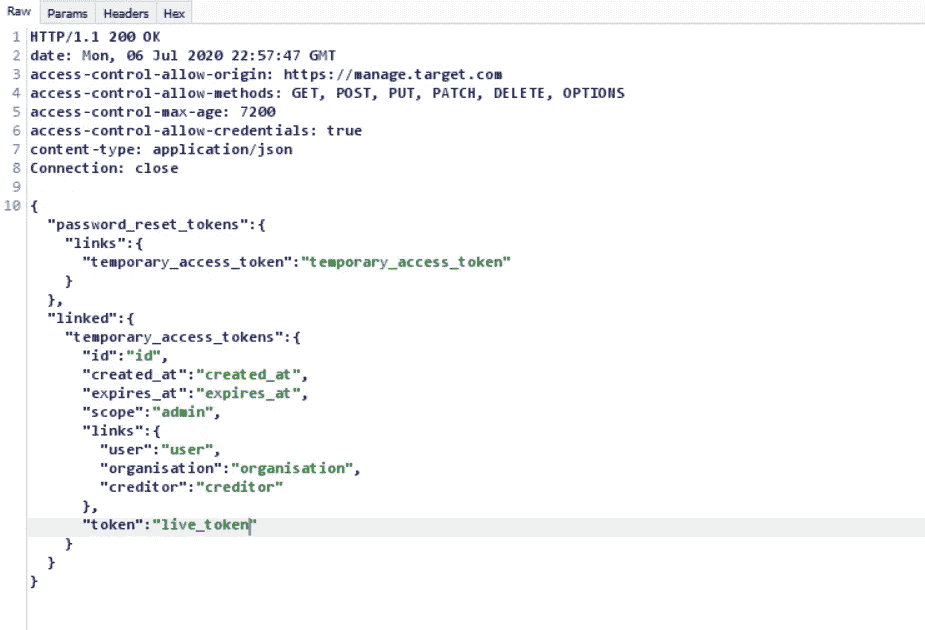 Raw Params Headers Hex
1 HTTP/1.1 200 OK
2 date: Mon, 06 Jul 2020 22:57:47 GMT
3 access-control-allow-origin: https://manage.target.com
4 access-control-allow-methods: GET, POST, PUT, PATCH, DELETE, OPTIONS
5 access-control-max-age: 7200
6 access-control-allow-credentials: true
7 content-type: application/json
8 Connection: close
9
10 {
"password_reset_tokens":{
"links":{
"temporary_access_token":"temporary_access_token"
}
},
"linked":{
"temporary_access_tokens":{
"id":"id",
"created_at":"created_at",
"expires_at":"expires_at",
"scope":"admin",
"links":{
"user":"user",
"organisation":"organisation",
"creditor":"creditor"
},
"token":"live_token"
}
}
}